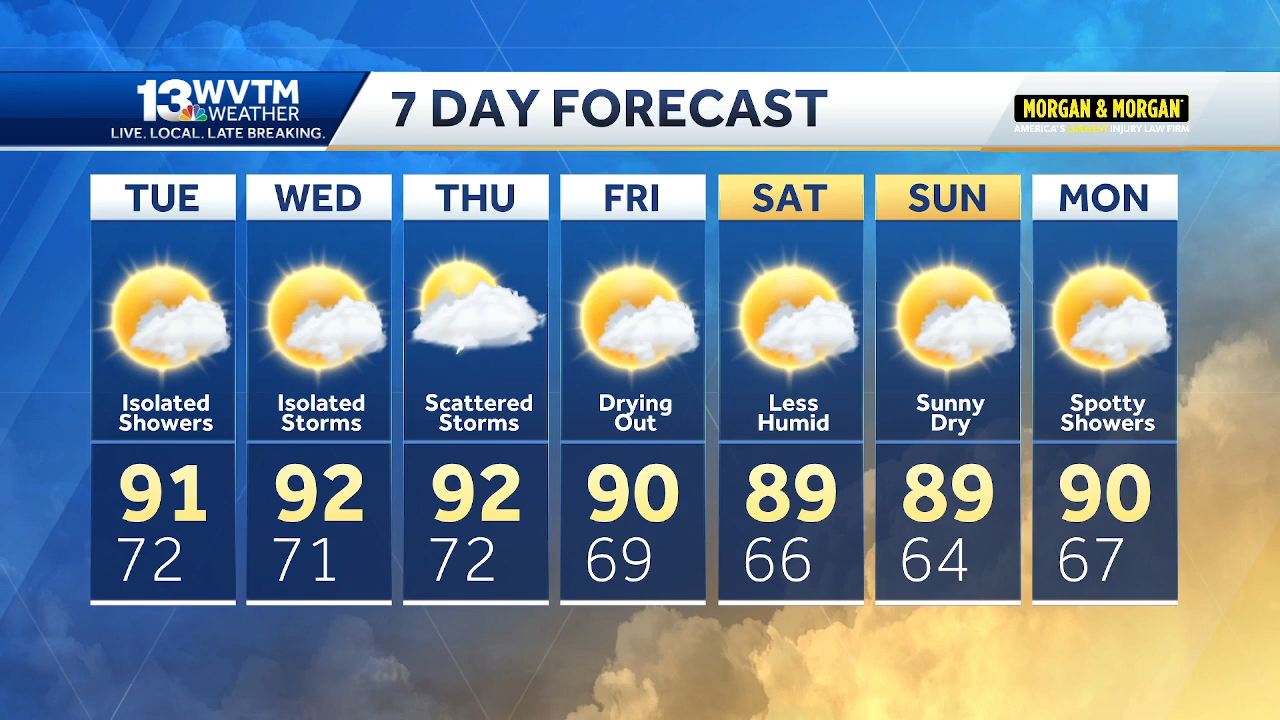 13 WVTM
WEATHER
LIVE. LOCAL. LATE BREAKING.
7 DAY FORECAST
MORGAN & MORGAN
AMERICA'S LARGEST INJURY LAW FIRM
TUE
WED
THU
FRI
SAT
SUN
MON
Isolated
Showers
Isolated
Storms
Scattered
Storms
Drying
Out
Less
Humid
Sunny
Dry
Spotty
Showers
91
92
92
90
89
89
90
72
71
72
69
66
64
67